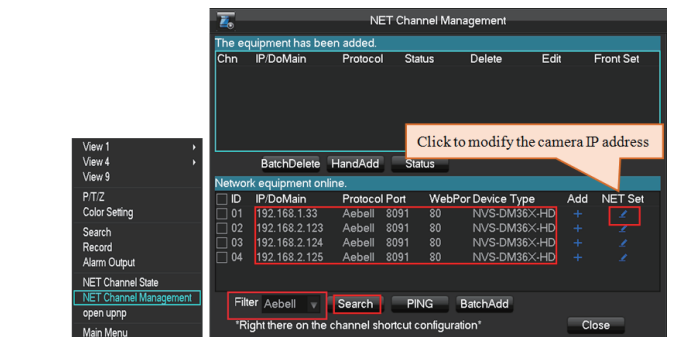 NET Channel Management
The equipment has been added.
Chn IP/DoMain Protocol Status Delete Edit Front Set
Click to modify the camera IP address
BatchDelete HandAdd Status
Network equipment online.
ID IP/DoMain Protocol Port WebPor Device Type Add NET Set
01 192.168.1.33 Aebell 8091 80 NVS-DM36X-HD +
02 192.168.2.123 Aebell 8091 80 NVS-DM36X-HD +
03 192.168.2.124 Aebell 8091 80 NVS-DM36X-HD +
04 192.168.2.125 Aebell 8091 80 NVS-DM36X-HD +
Filter Aebell Search PING BatchAdd
*Right there on the channel shortcut configuration*
Close
View 1
View 4
View 9
P/T/Z
Color Setting
Search
Record
Alarm Output
NET Channel State
NET Channel Management
open upnp
Main Menu